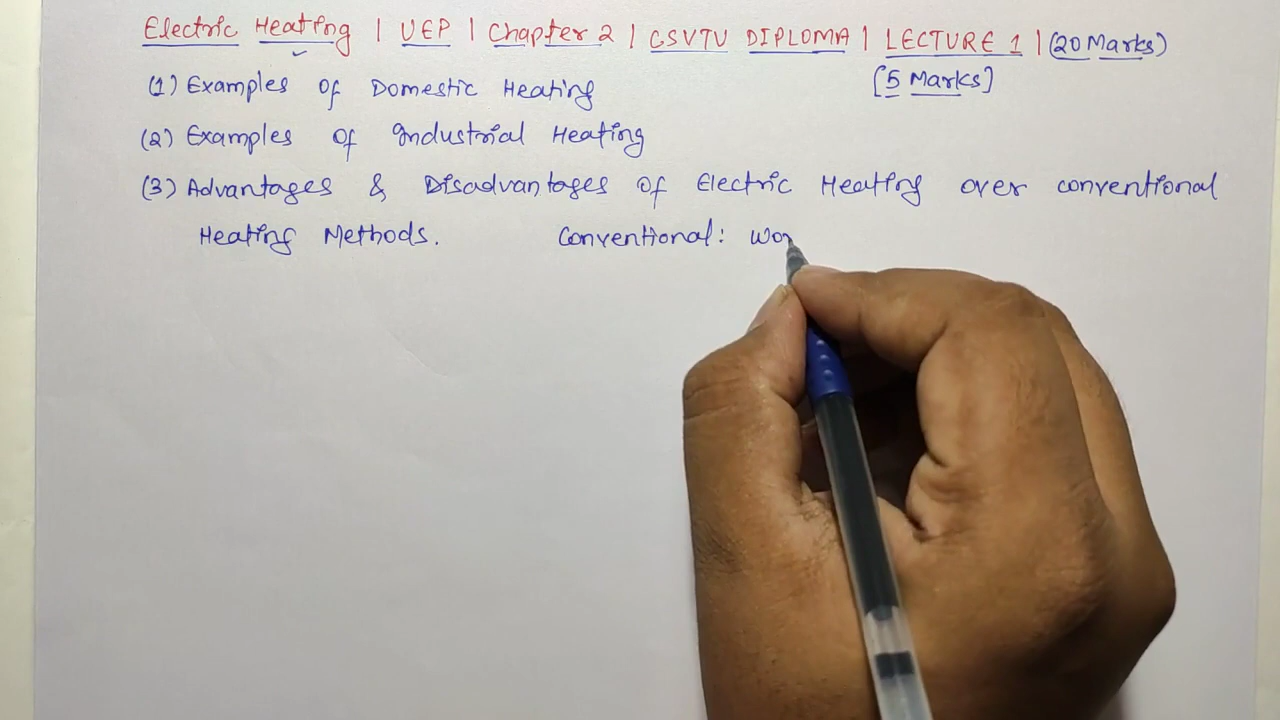 Electric Heating | UEP | Chapter 2 | CSVTU DIPLOMA | LECTURE 1 | (20 Marks)
(1) Examples of Domestic Heating [5 Marks]
(2) Examples of Industrial Heating
(3) Advantages & Disadvantages of Electric Heating over conventional
Heating Methods. Conventional: Wo